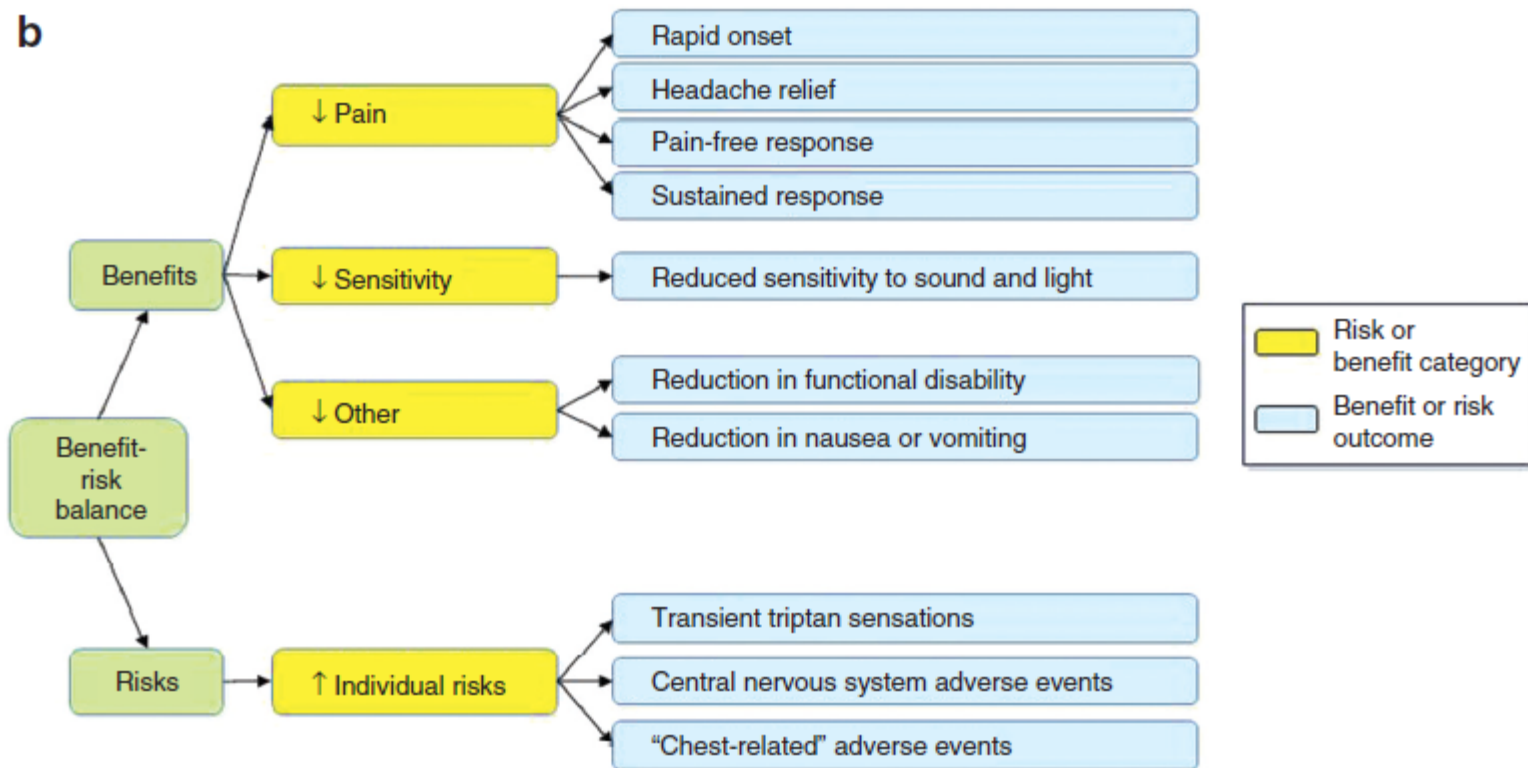 b
Rapid onset
Headache relief
↓ Pain
Pain-free response
Sustained response
Benefits
↓ Sensitivity
Reduced sensitivity to sound and light
↓ Other
Reduction in functional disability
Reduction in nausea or vomiting
Benefit-
risk
balance
Risks
↑ Individual risks
Transient triptan sensations
Central nervous system adverse events
“Chest-related” adverse events
Risk or
benefit category
Benefit or risk
outcome